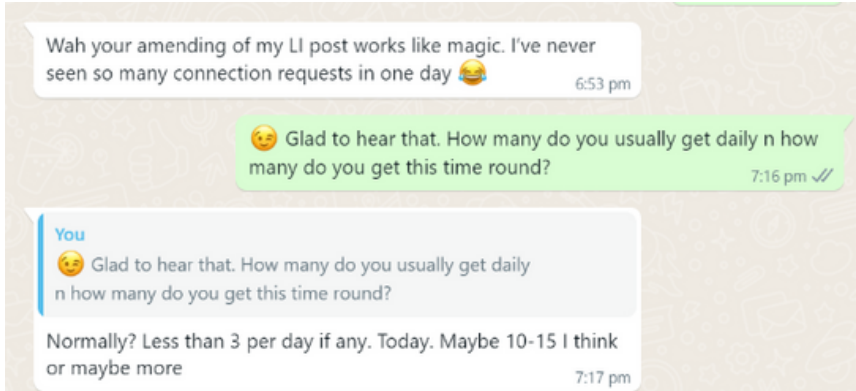 Wah your amending of my LI post works like magic. I've never
seen so many connection requests in one day 😂
6:53 pm
😉 Glad to hear that. How many do you usually get daily n how
many do you get this time round?
7:16 pm
You
😉 Glad to hear that. How many do you usually get daily
n how many do you get this time round?
Normally? Less than 3 per day if any. Today. Maybe 10-15 I think
or maybe more
7:17 pm